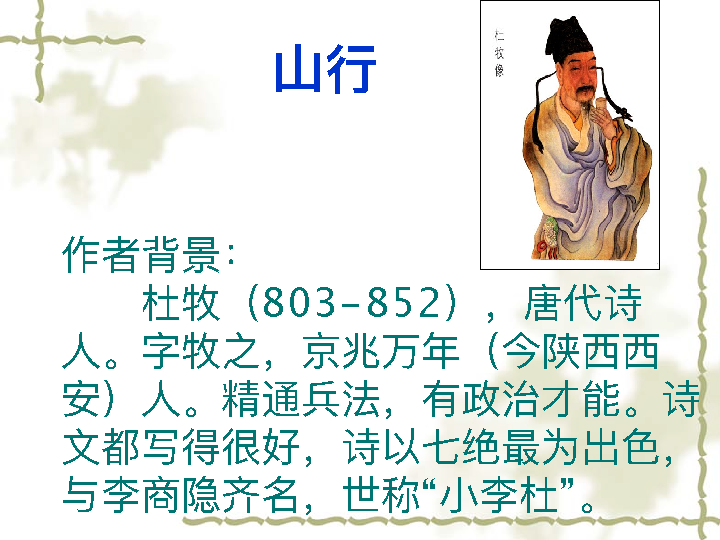 山行
杜
牧
像
作者背景：
杜牧（803-852），唐代诗
人。字牧之，京兆万年（今陕西西
安）人。精通兵法，有政治才能。诗
文都写得很好，诗以七绝最为出色，
与李商隐齐名，世称“小李杜”。